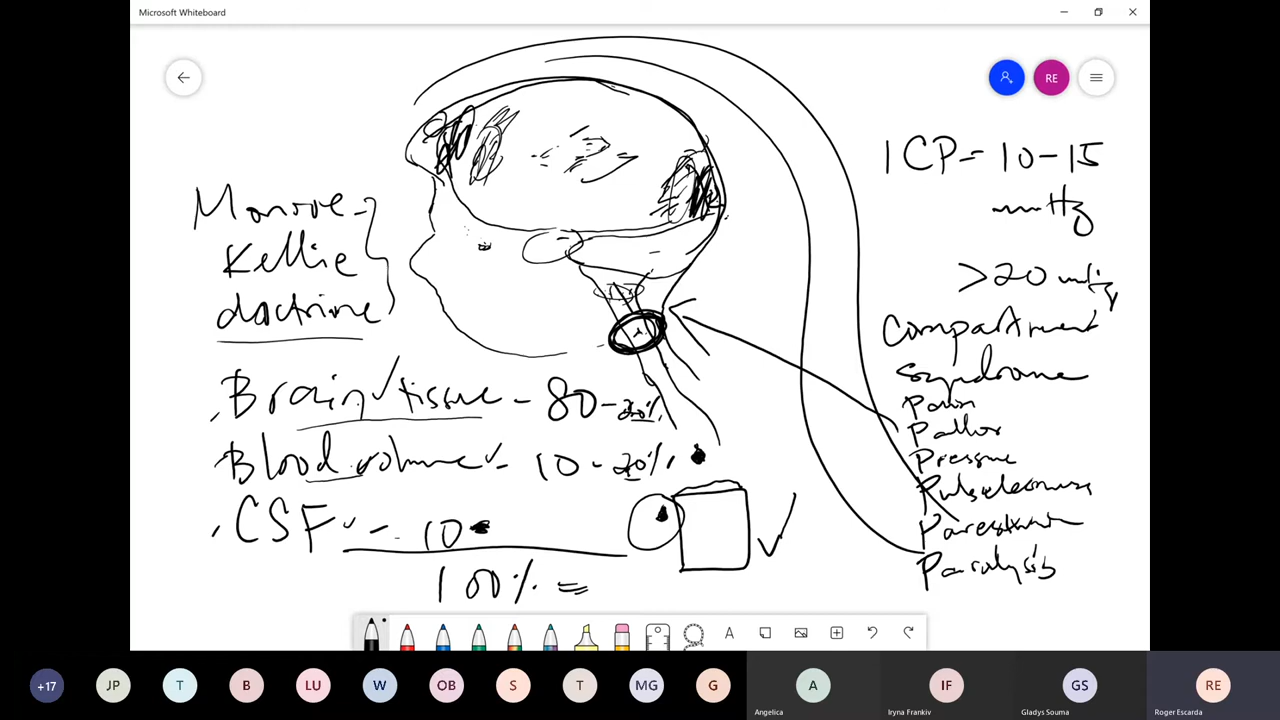 Microsoft Whiteboard
RE
ICP = 10-15
mmHg
>20 mmHg
Monroe-
Kellie
doctrine
Compartment
Syndrome
Pain
Pallor
Pressure
Pulselessness
Paresthesia
Paralysis
Brain tissue - 80-20%
Blood volume - 10-20%
CSF - 10
100% =
A
+17
JP
T
B
LU
W
OB
S
T
MG
G
A
IF
GS
RE
Angelica
Iryna Frankiv
Gladys Souma
Roger Escarda